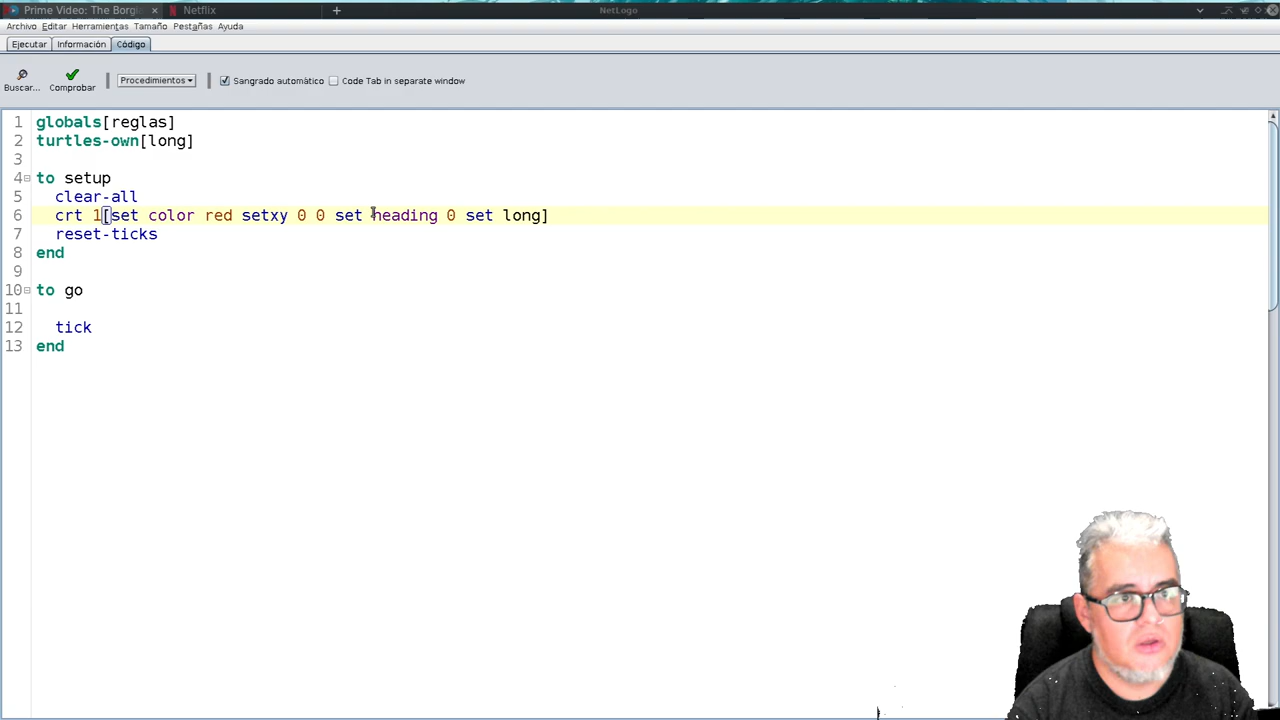 Prime Video: The Borgi × Netflix + NetLogo
Archivo Editar Herramientas Tamaño Pestañas Ayuda
Ejecutar Información Código
Buscar... Comprobar Procedimientos Sangrado automático Code Tab in separate window
1 globals[reglas]
2 turtles-own[long]
3
4 to setup
5 clear-all
6 crt 1[set color red setxy 0 0 set heading 0 set long]
7 reset-ticks
8 end
9
10 to go
11
12 tick
13 end